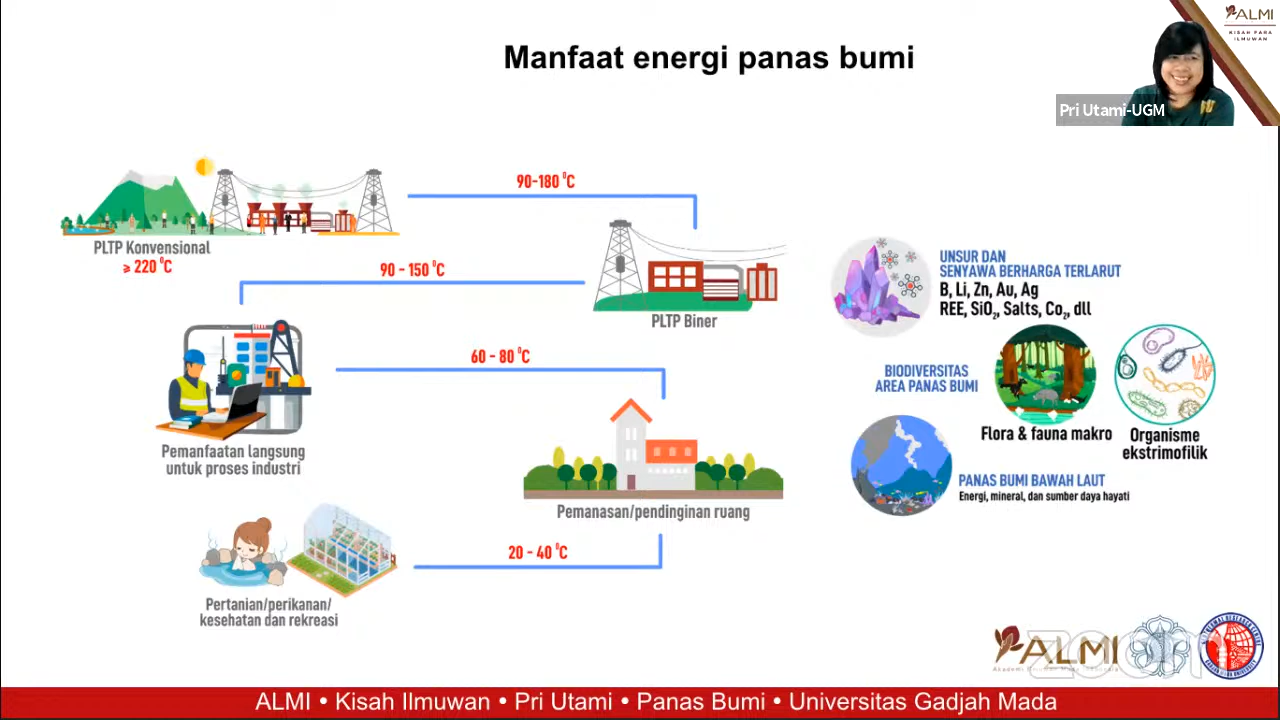 Manfaat energi panas bumi
ALMI
KISAH PARA
ILMUWAN
Pri Utami-UGM
90-180 °C
PLTP Konvensional
≥ 220 °C
90 - 150 °C
PLTP Biner
60 - 80 °C
Pemanfaatan langsung
untuk proses industri
Pemanasan/pendinginan ruang
20 - 40 °C
Pertanian/perikanan/
kesehatan dan rekreasi
UNSUR DAN
SENYAWA BERHARGA TERLARUT
B, Li, Zn, Au, Ag
REE, SiO₂, Salts, Co₂, dll
BIODIVERSITAS
AREA PANAS BUMI
Flora & fauna makro
Organisme
ekstrimofilik
PANAS BUMI BAWAH LAUT
Energi, mineral, dan sumber daya hayati
ALMI
zoom
ALMI • Kisah Ilmuwan • Pri Utami • Panas Bumi • Universitas Gadjah Mada